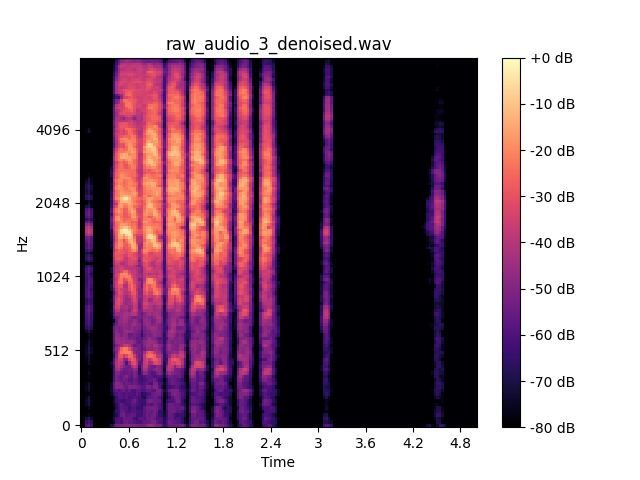 raw_audio_3_denoised.wav
Hz
4096
2048
1024
512
0
0 0.6 1.2 1.8 2.4 3 3.6 4.2 4.8
Time
+0 dB
-10 dB
-20 dB
-30 dB
-40 dB
-50 dB
-60 dB
-70 dB
-80 dB